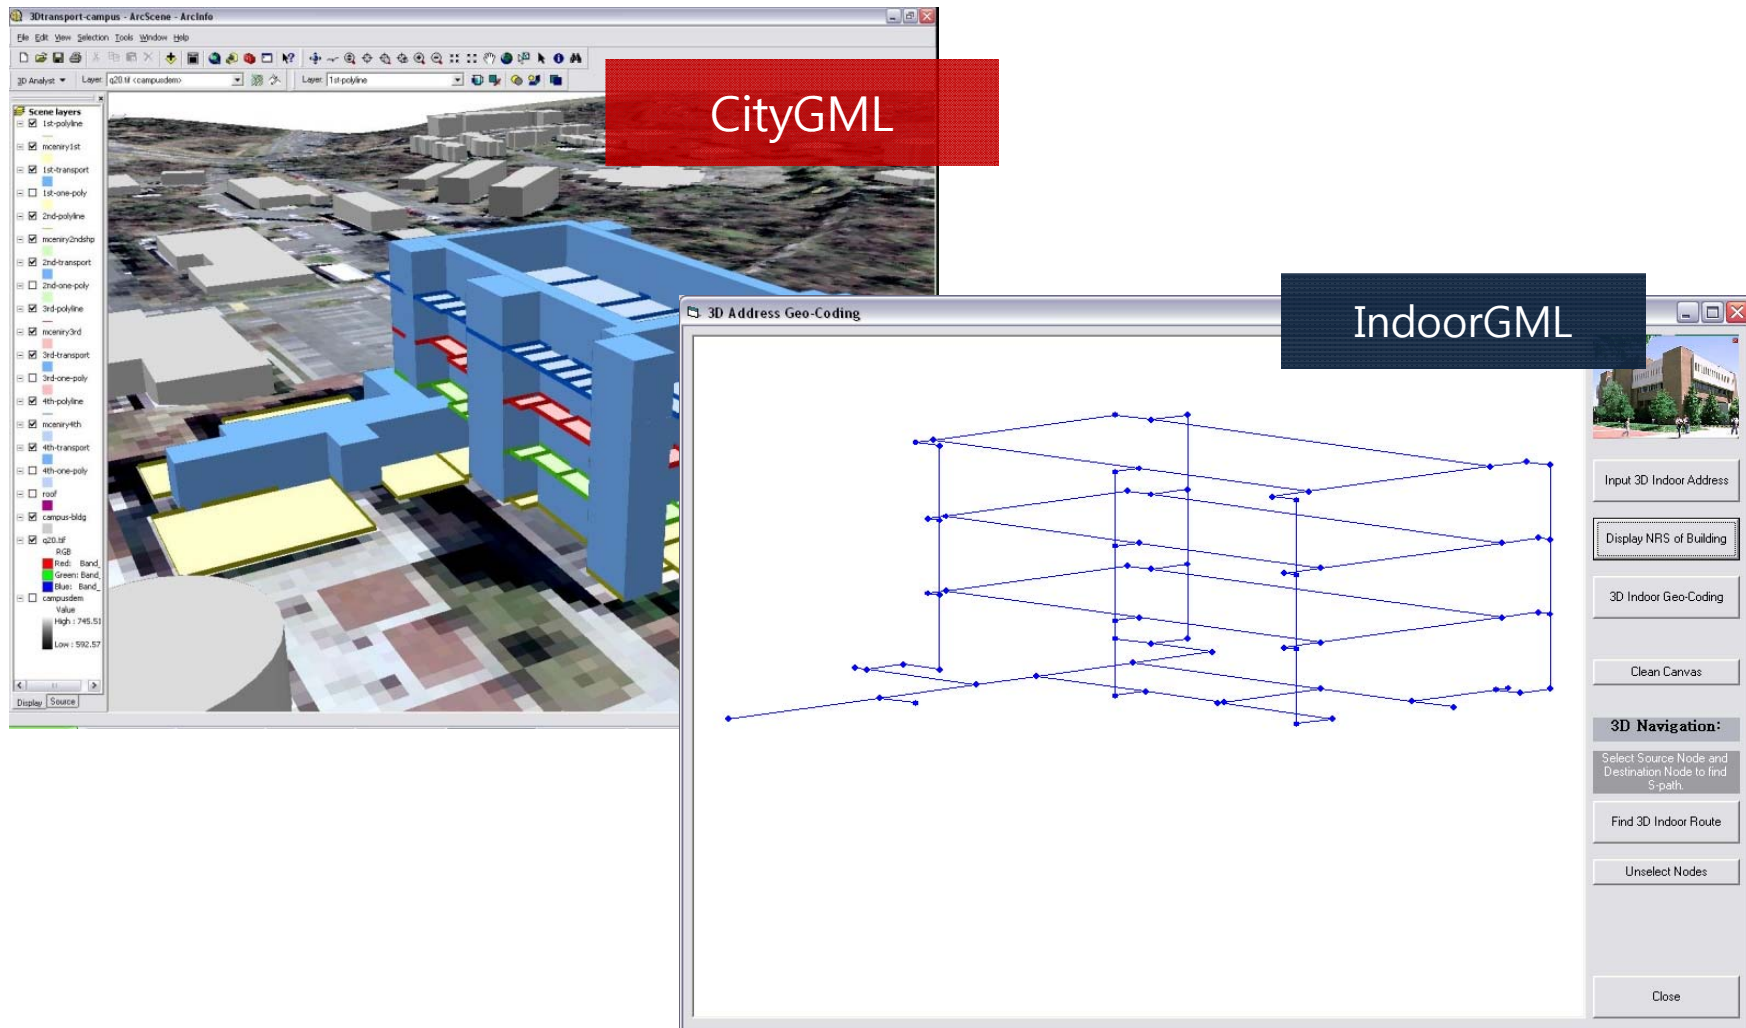 3Dtransport-campus - ArcScene - ArcInfo
File Edit View Selection Tools Window Help
3D Analyst Layer: q20.tif <campusdem> Layer: 1st-polyline
Scene layers
1st-polyline
mceniry1st
1st-transport
1st-one-poly
2nd-polyline
mceniry2ndshp
2nd-transport
2nd-one-poly
3rd-polyline
mceniry3rd
3rd-transport
3rd-one-poly
4th-polyline
mceniry4th
4th-transport
4th-one-poly
roof
campus-bldg
q20.tif
RGB
Red: Band_
Green: Band_
Blue: Band_
campusdem
Value
High : 745.51
Low : 592.57
Display Source
CityGML
3D Address Geo-Coding
IndoorGML
Input 3D Indoor Address
Display NRS of Building
3D Indoor Geo-Coding
Clean Canvas
3D Navigation:
Select Source Node and
Destination Node to find
S-path.
Find 3D Indoor Route
Unselect Nodes
Close